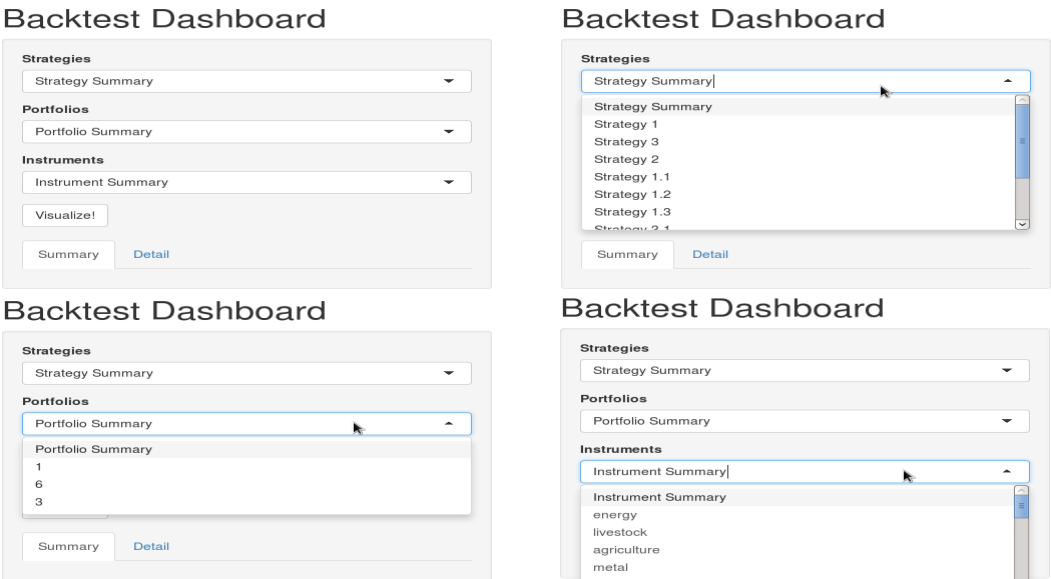 Backtest Dashboard
Strategies
Strategy Summary
Portfolios
Portfolio Summary
Instruments
Instrument Summary
Visualize!
Summary
Detail
Backtest Dashboard
Strategies
Strategy Summary
Strategy Summary
Strategy 1
Strategy 3
Strategy 2
Strategy 1.1
Strategy 1.2
Strategy 1.3
Summary
Detail
Backtest Dashboard
Strategies
Strategy Summary
Portfolios
Portfolio Summary
Portfolio Summary
1
6
3
Summary
Detail
Backtest Dashboard
Strategies
Strategy Summary
Portfolios
Portfolio Summary
Instruments
Instrument Summary
Instrument Summary
energy
livestock
agriculture
metal